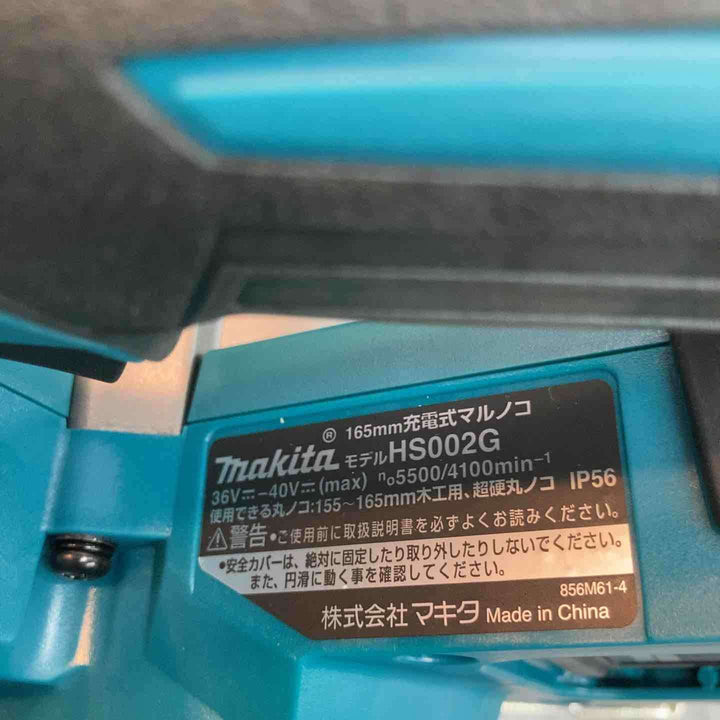 165mm充電式マルノコ
makita® モデルHS002G
36V⎓-40V⎓(max) n₀5500/4100min⁻¹
使用できる丸ノコ:155~165mm木工用、超硬丸ノコ IP56
⚠警告・ご使用前に取扱説明書を必ずよくお読みください。
・安全カバーは、絶対に固定したり取り外したりしないでください。
また、円滑に動く事を確認してください。
856M61-4
株式会社マキタ Made in China